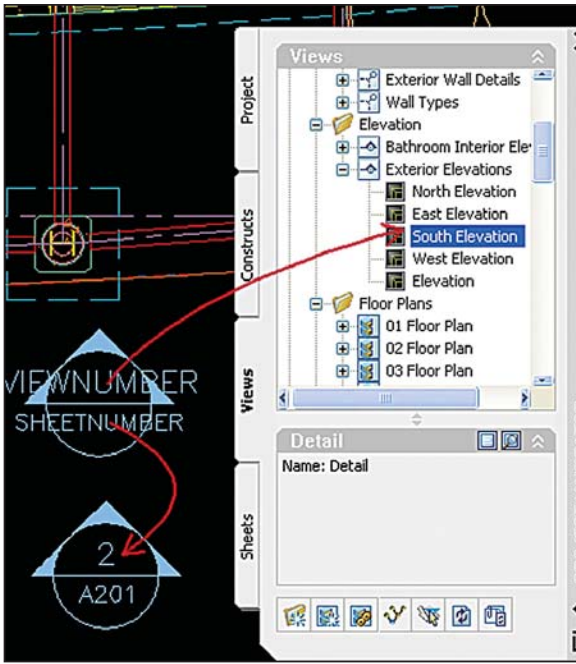 Project
Constructs
Views
Sheets
Views
Exterior Wall Details
Wall Types
Elevation
Bathroom Interior Ele
Exterior Elevations
North Elevation
East Elevation
South Elevation
West Elevation
Elevation
Floor Plans
01 Floor Plan
02 Floor Plan
03 Floor Plan
Detail
Name: Detail
VIEWNUMBER
SHEETNUMBER
2
A201